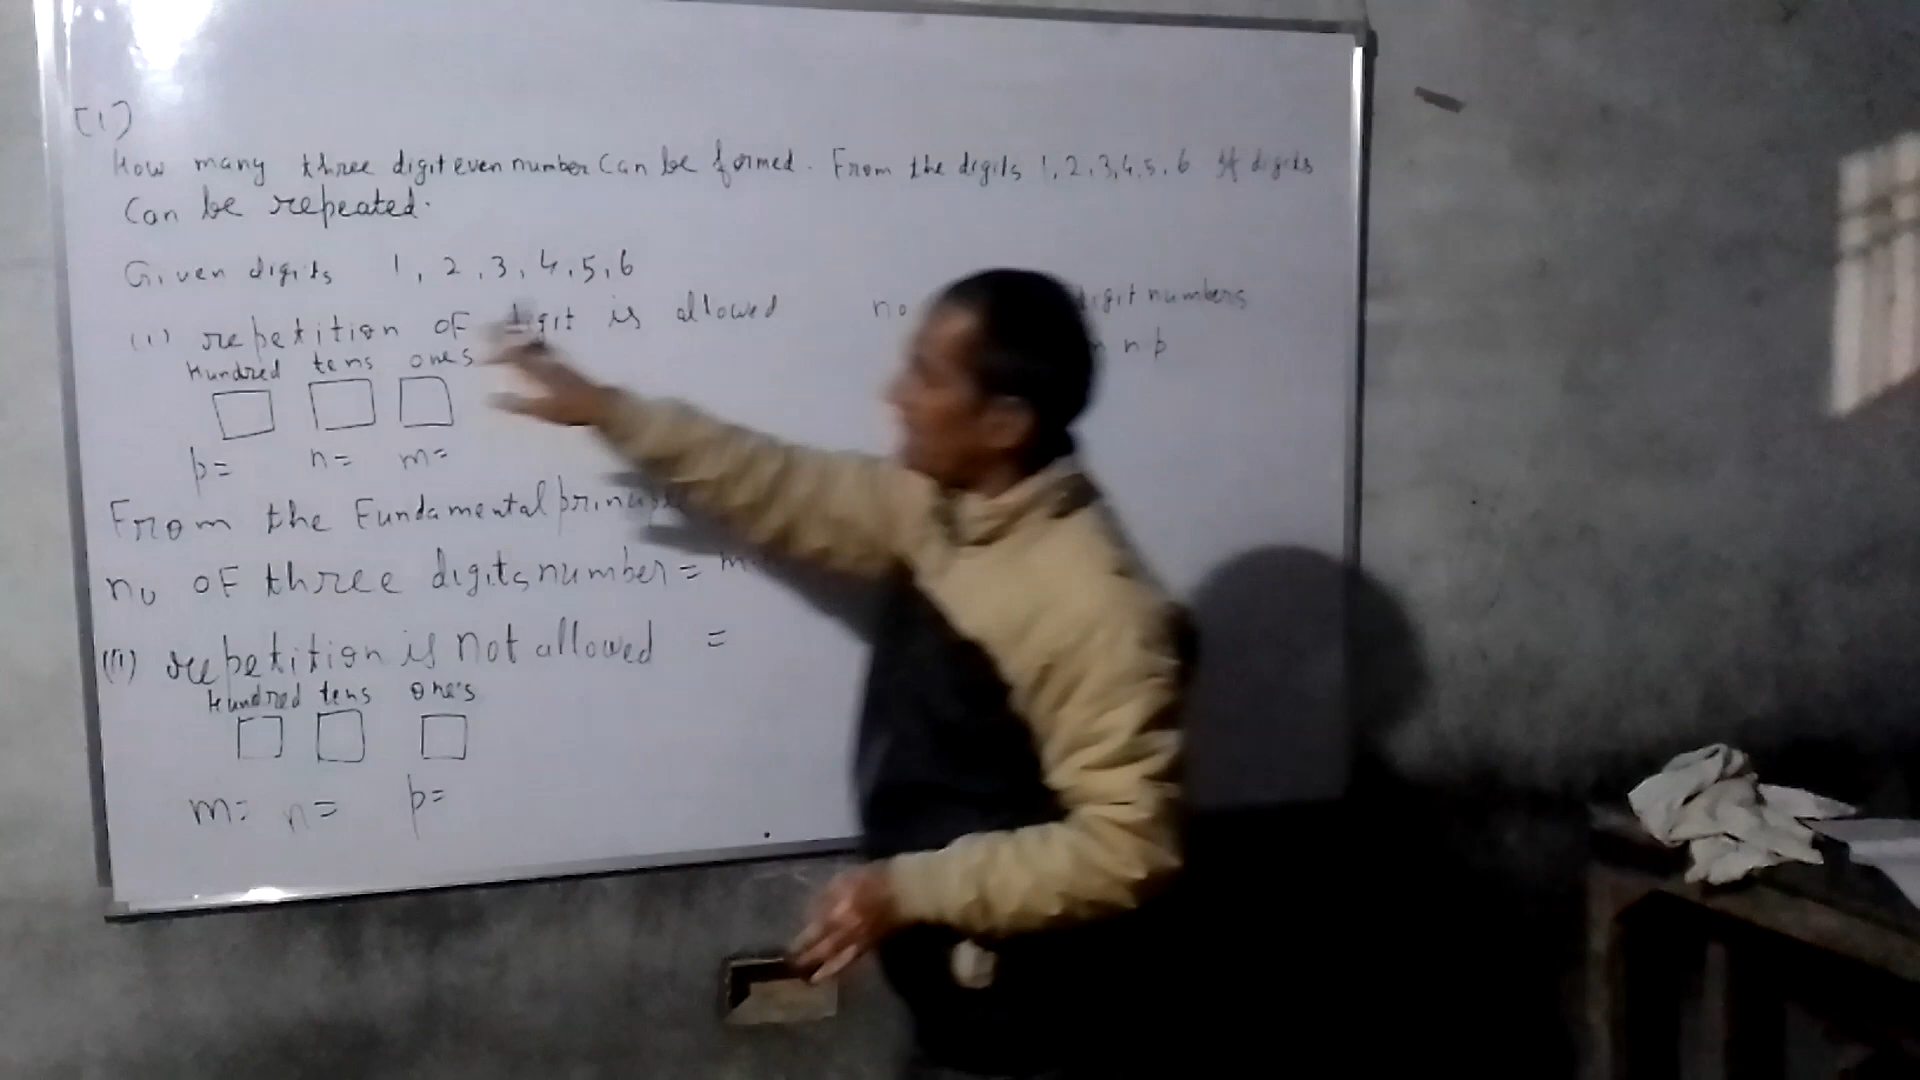 (1)
How many three digit even number Can be formed. From the digits 1, 2, 3, 4, 5, 6 If digits
Can be repeated.
Given digits 1, 2, 3, 4, 5, 6
(i) repetition OF digit is allowed
Hundred tens ones
p= n= m=
From the Fundamental
no OF three digits number = m
(ii) repetition is not allowed =
Hundred tens one's
m= n= p=
no digit numbers
n p